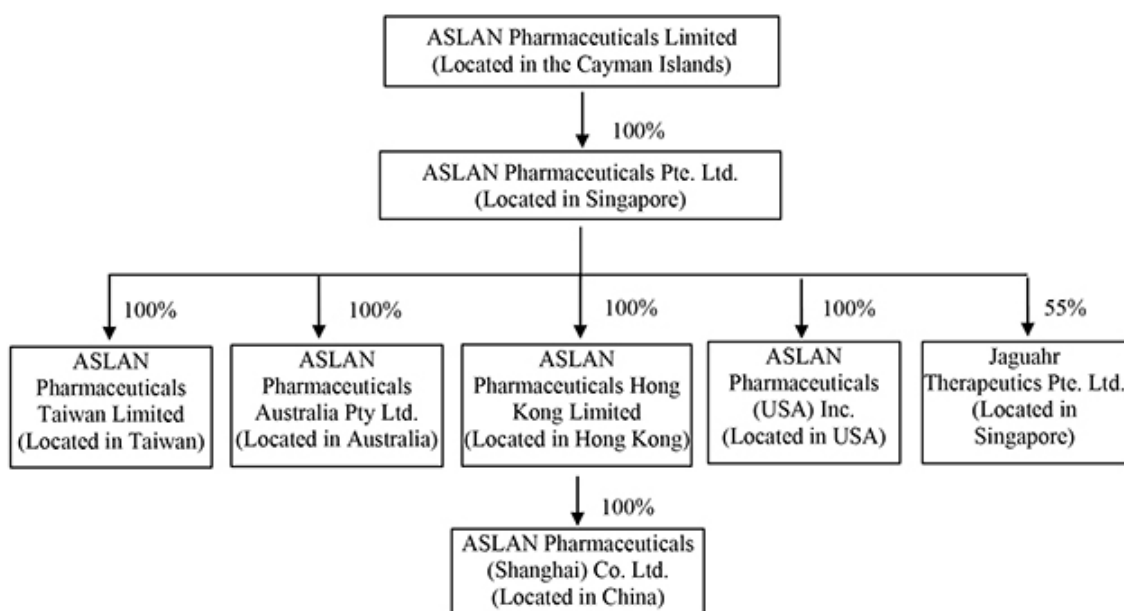 ASLAN Pharmaceuticals Limited
(Located in the Cayman Islands)
100%
ASLAN Pharmaceuticals Pte. Ltd.
(Located in Singapore)
100%
100%
100%
100%
55%
ASLAN
Pharmaceuticals
Taiwan Limited
(Located in Taiwan)
ASLAN
Pharmaceuticals
Australia Pty Ltd.
(Located in Australia)
ASLAN
Pharmaceuticals Hong
Kong Limited
(Located in Hong Kong)
ASLAN
Pharmaceuticals
(USA) Inc.
(Located in USA)
Jaguahr
Therapeutics Pte. Ltd.
(Located in
Singapore)
100%
ASLAN Pharmaceuticals
(Shanghai) Co. Ltd.
(Located in China)